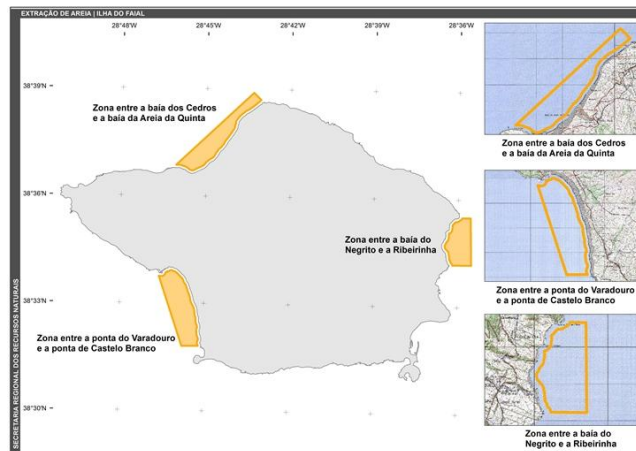 EXTRAÇÃO DE AREIA | ILHA DO FAIAL
28°48'W
28°45'W
28°42'W
28°39'W
28°36'W
38°39'N
38°36'N
38°33'N
38°30'N
Zona entre a baía dos Cedros
e a baía da Areia da Quinta
Zona entre a baía do
Negrito e a Ribeirinha
Zona entre a ponta do Varadouro
e a ponta de Castelo Branco
Zona entre a baía dos Cedros
e a baía da Areia da Quinta
Zona entre a ponta do Varadouro
e a ponta de Castelo Branco
Zona entre a baía do
Negrito e a Ribeirinha
SECRETARIA REGIONAL DOS RECURSOS NATURAIS